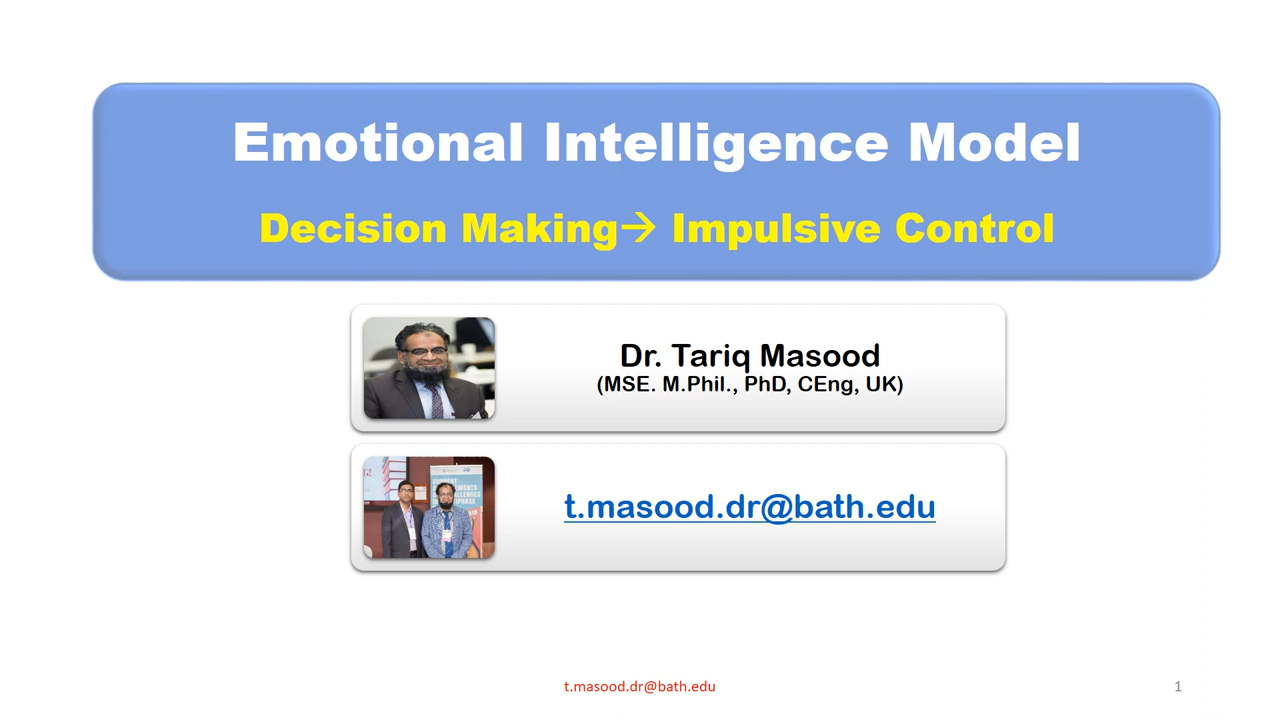 Emotional Intelligence Model
Decision Making→ Impulsive Control
Dr. Tariq Masood
(MSE. M.Phil., PhD, CEng, UK)
t.masood.dr@bath.edu
t.masood.dr@bath.edu
1